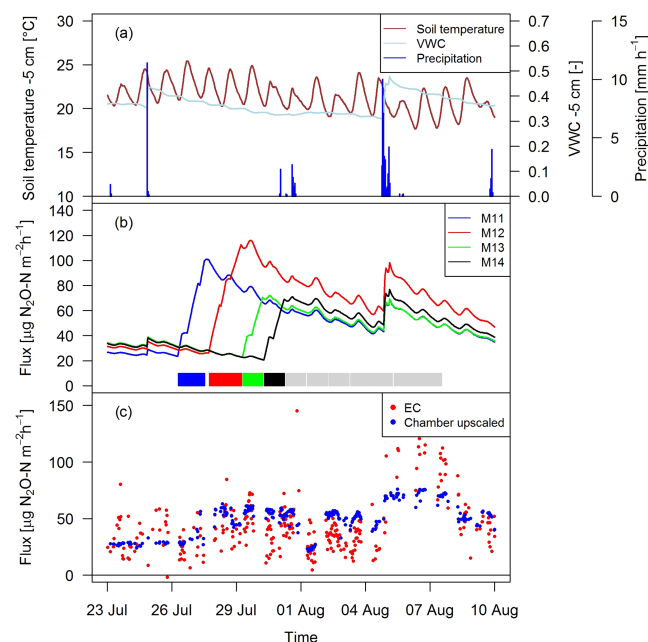 (a)
Soil temperature
VWC
Precipitation
Soil temperature -5 cm [°C]
30
25
20
15
10
0.7
0.6
0.5
0.4
0.3
0.2
0.1
0.0
VWC -5 cm [-]
15
10
5
0
Precipitation [mm h⁻¹]
(b)
M11
M12
M13
M14
Flux [µg N₂O-N m⁻²h⁻¹]
140
120
100
80
60
40
20
0
(c)
EC
Chamber upscaled
Flux [µg N₂O-N m⁻²h⁻¹]
150
100
50
0
23 Jul
26 Jul
29 Jul
01 Aug
04 Aug
07 Aug
10 Aug
Time